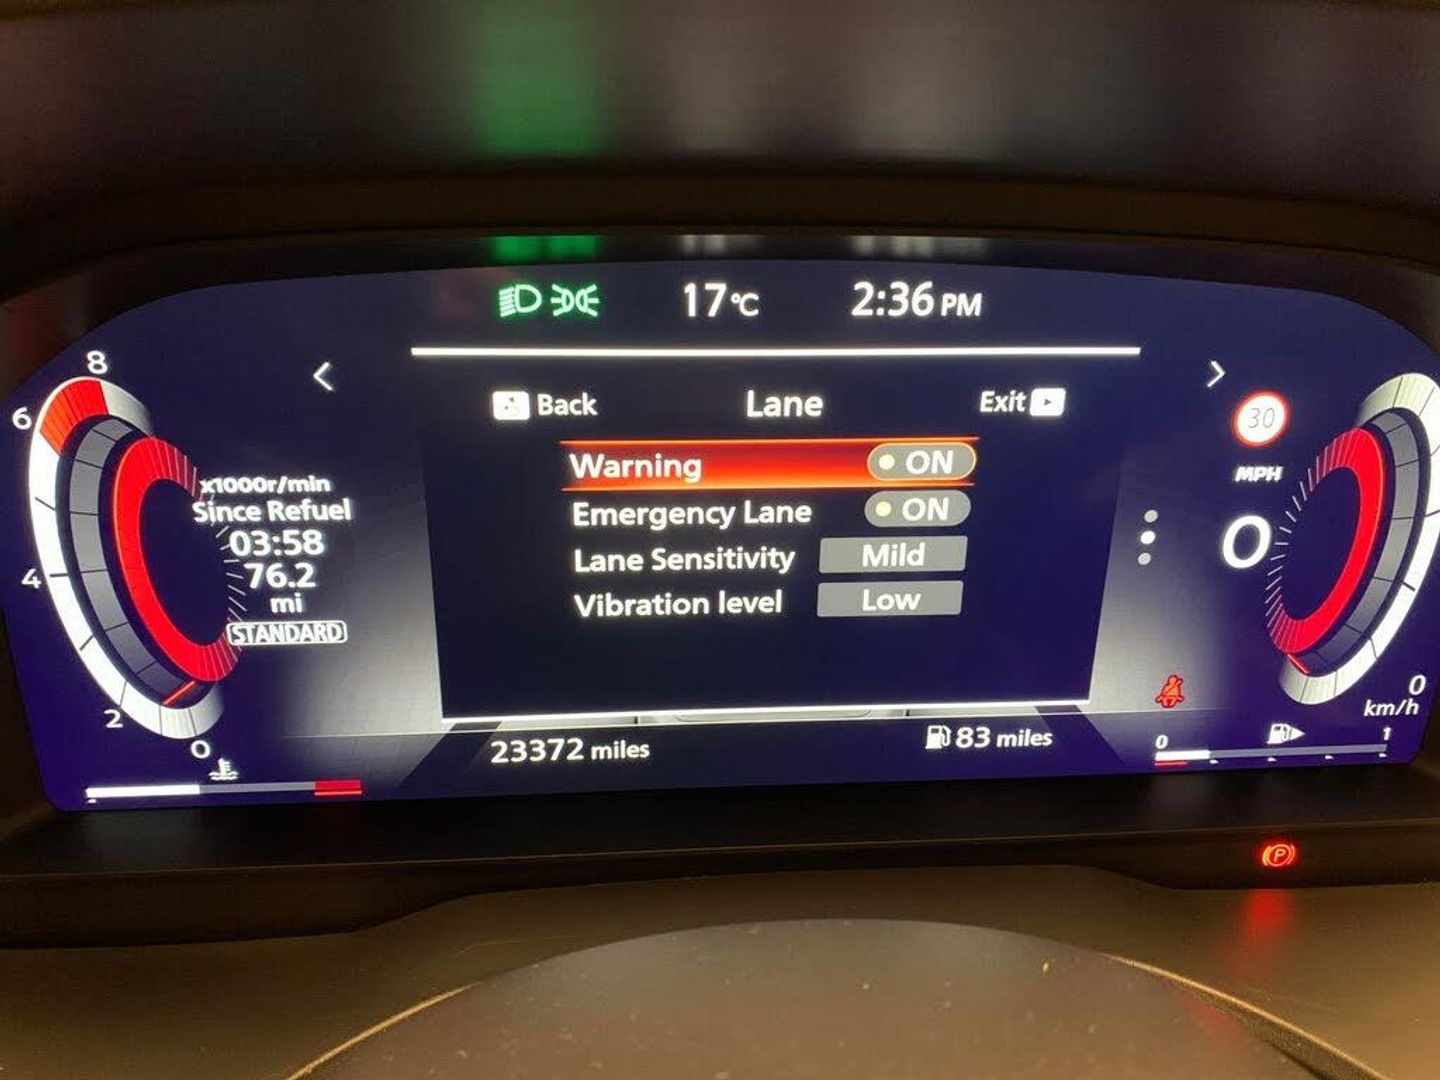 17°C 2:36 PM
Back Lane Exit
Warning ON
Emergency Lane ON
Lane Sensitivity Mild
Vibration level Low
8
6
4
2
0
x1000r/min
Since Refuel
03:58
76.2
mi
STANDARD
30
MPH
0
0
km/h
23372 miles
83 miles
0 1
P